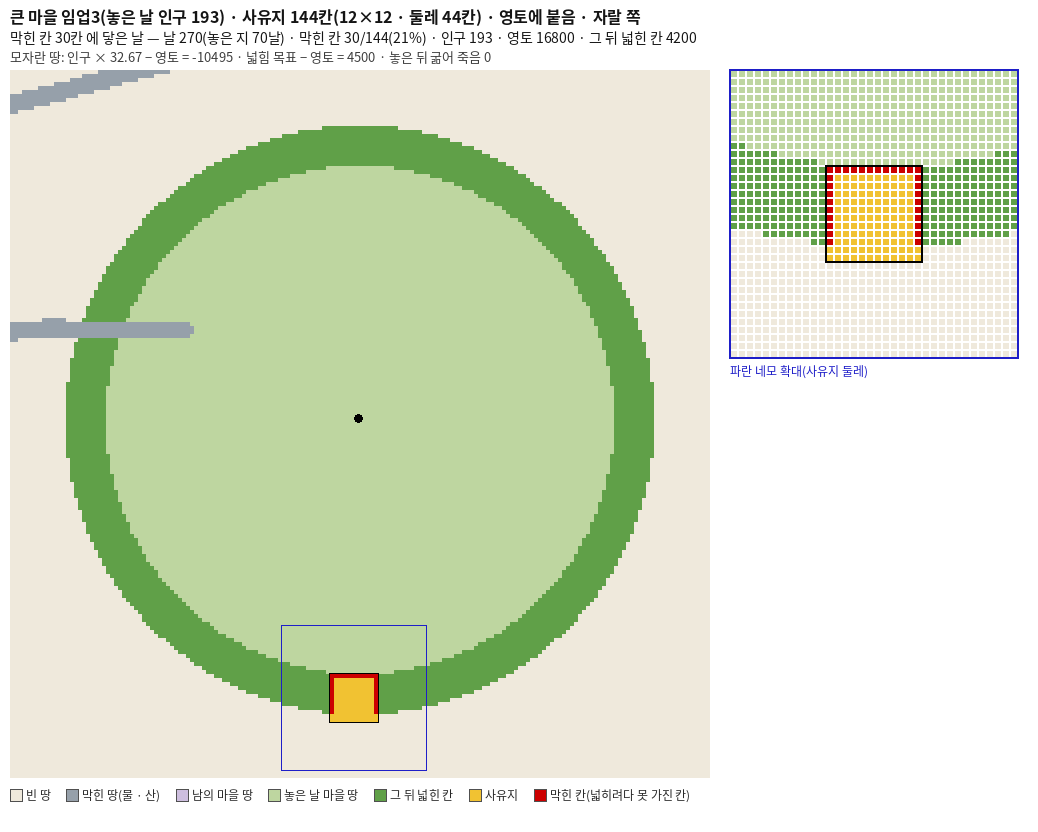 큰 마을 임업3(놓은 날 인구 193) · 사유지 144칸(12×12 · 둘레 44칸) · 영토에 붙음 · 자랄 쪽
막힌 칸 30칸 에 닿은 날 — 날 270(놓은 지 70날) · 막힌 칸 30/144(21%) · 인구 193 · 영토 16800 · 그 뒤 넓힌 칸 4200
모자란 땅: 인구 × 32.67 − 영토 = -10495 · 넓힘 목표 − 영토 = 4500 · 놓은 뒤 굶어 죽음 0
파란 네모 확대(사유지 둘레)
빈 땅 막힌 땅(물 · 산) 남의 마을 땅 놓은 날 마을 땅 그 뒤 넓힌 칸 사유지 막힌 칸(넓히려다 못 가진 칸)